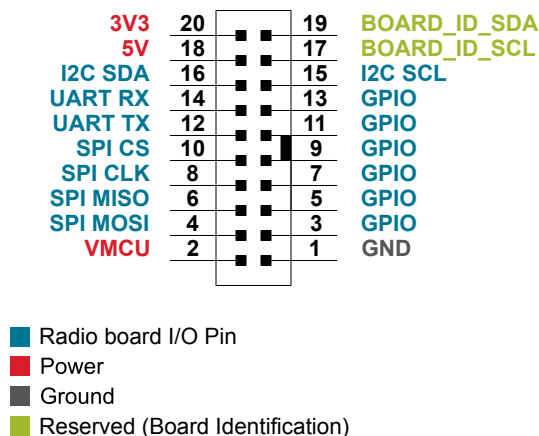 3V3 20 19 BOARD_ID_SDA
5V 18 17 BOARD_ID_SCL
I2C SDA 16 15 I2C SCL
UART RX 14 13 GPIO
UART TX 12 11 GPIO
SPI CS 10 9 GPIO
SPI CLK 8 7 GPIO
SPI MISO 6 5 GPIO
SPI MOSI 4 3 GPIO
VMCU 2 1 GND
Radio board I/O Pin
Power
Ground
Reserved (Board Identification)